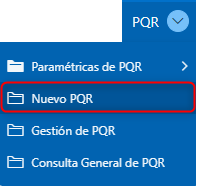 PQR
Paramétricas de PQR
Nuevo PQR
Gestión de PQR
Consulta General de PQR